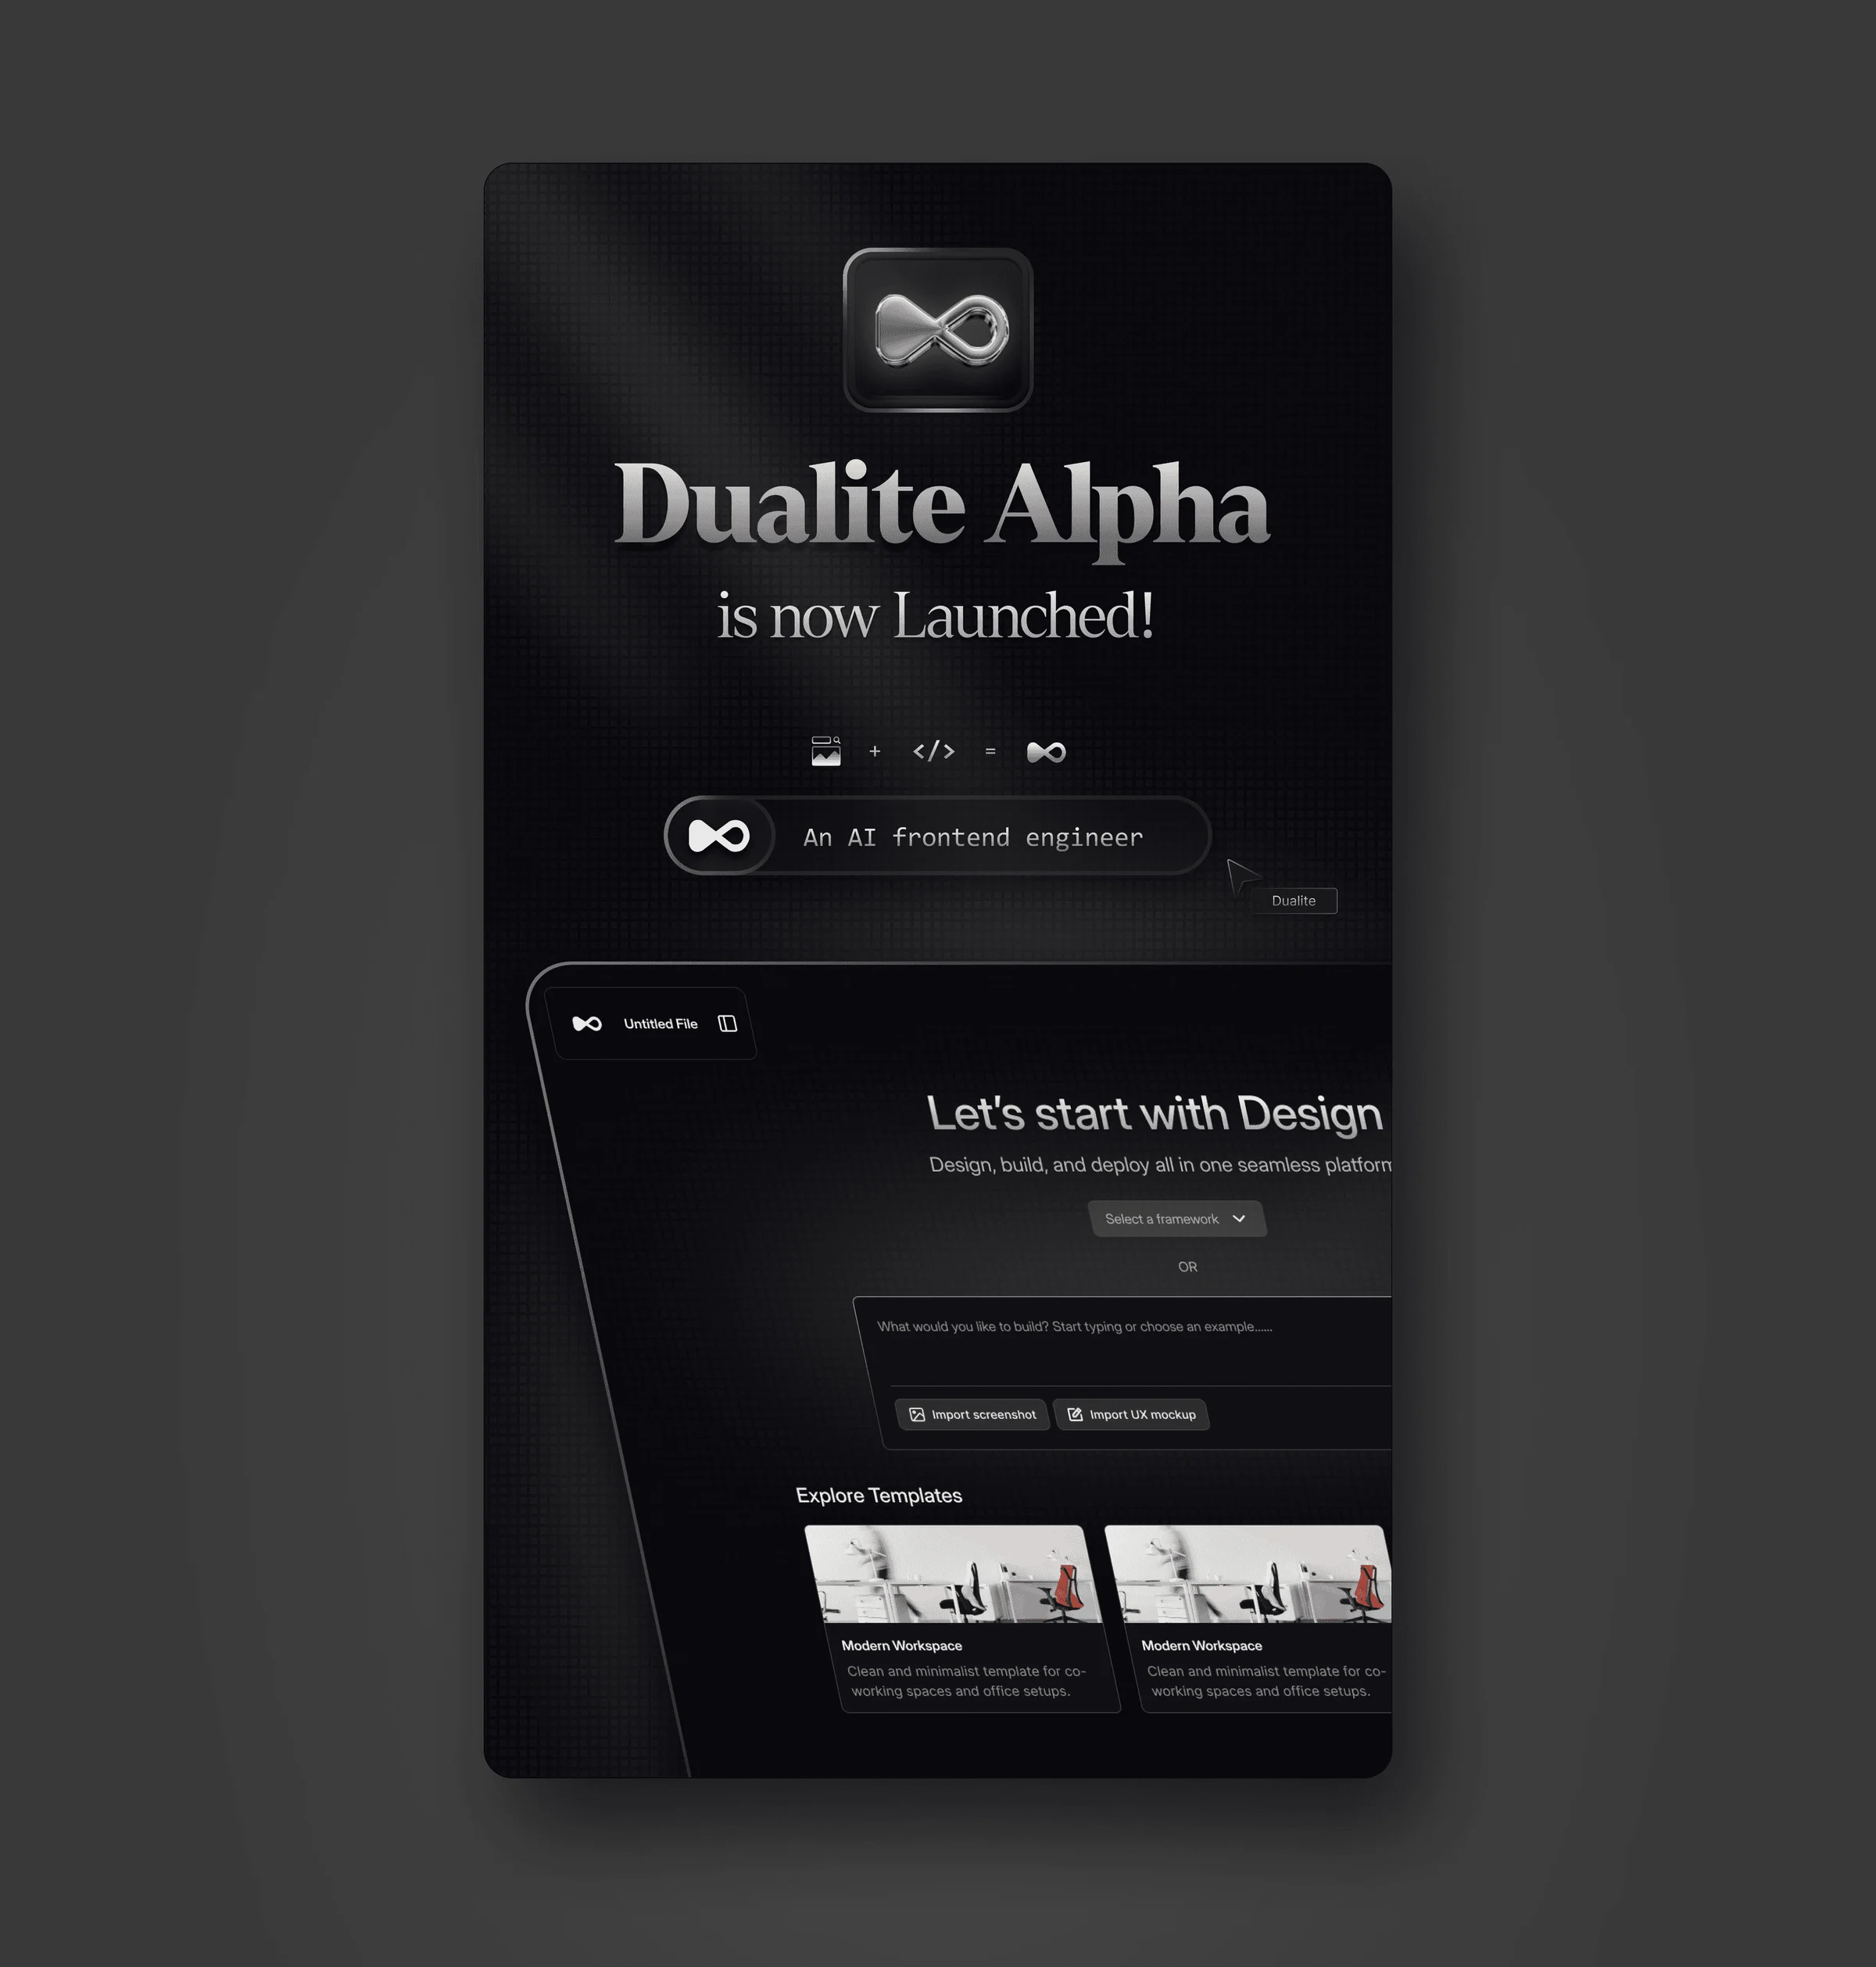 Dualite Alpha
is now Launched!
+ </> =
An AI frontend engineer
Dualite
Untitled File
Let's start with Design
Design, build, and deploy all in one seamless platform
Select a framework
OR
What would you like to build? Start typing or choose an example......
Import screenshot Import UX mockup
Explore Templates
Modern Workspace
Clean and minimalist template for co-
working spaces and office setups.
Modern Workspace
Clean and minimalist template for co-
working spaces and office setups.